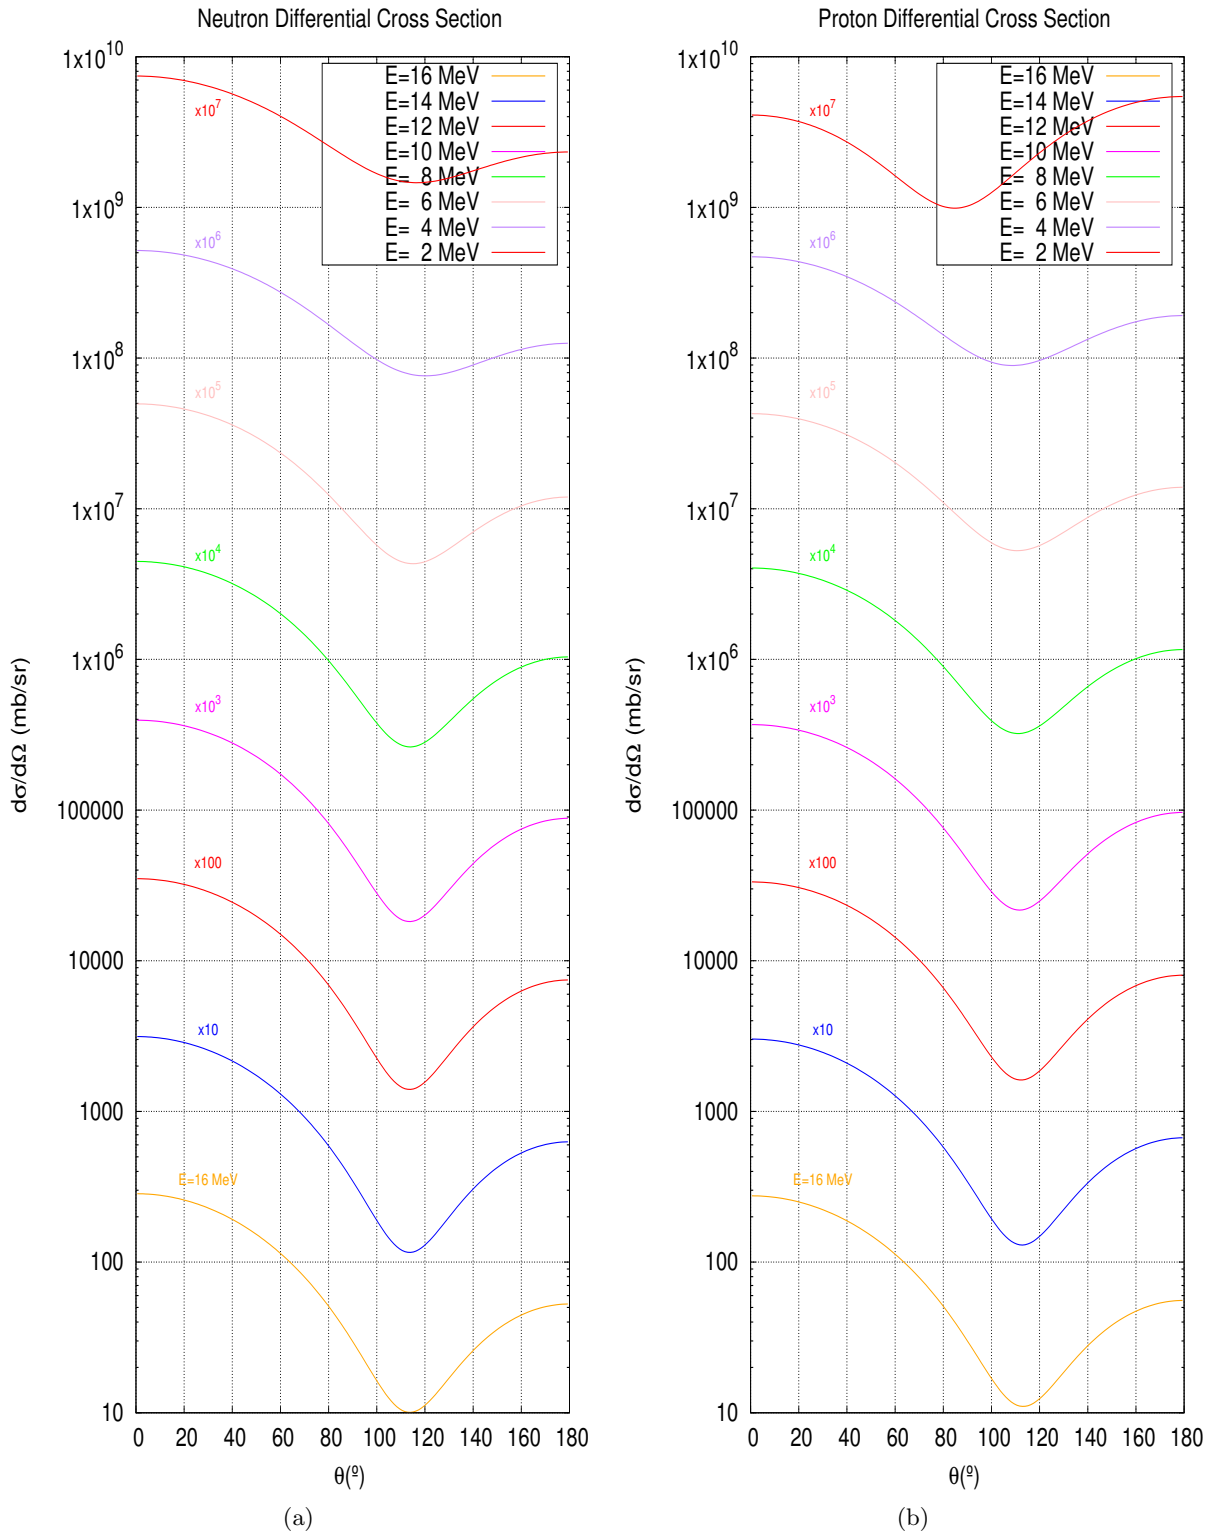 Neutron Differential Cross Section
1x10^10
1x10^9
1x10^8
1x10^7
1x10^6
100000
10000
1000
100
10
dσ/dΩ (mb/sr)
E=16 MeV
E=14 MeV
E=12 MeV
E=10 MeV
E= 8 MeV
E= 6 MeV
E= 4 MeV
E= 2 MeV
x10^7
x10^6
x10^5
x10^4
x10^3
x100
x10
E=16 MeV
0 20 40 60 80 100 120 140 160 180
θ(º)
(a)
Proton Differential Cross Section
1x10^10
1x10^9
1x10^8
1x10^7
1x10^6
100000
10000
1000
100
10
dσ/dΩ (mb/sr)
E=16 MeV
E=14 MeV
E=12 MeV
E=10 MeV
E= 8 MeV
E= 6 MeV
E= 4 MeV
E= 2 MeV
x10^7
x10^6
x10^5
x10^4
x10^3
x100
x10
E=16 MeV
0 20 40 60 80 100 120 140 160 180
θ(º)
(b)